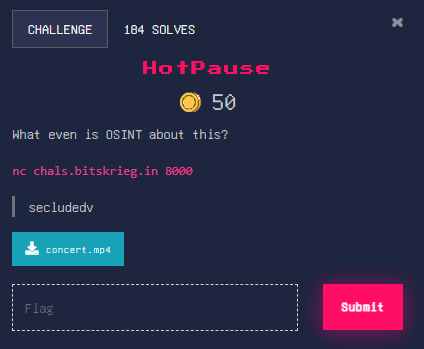 CHALLENGE
184 SOLVES
HotPause
50
What even is OSINT about this?
nc chals.bitskrieg.in 8000
secludedv
concert.mp4
Flag
Submit